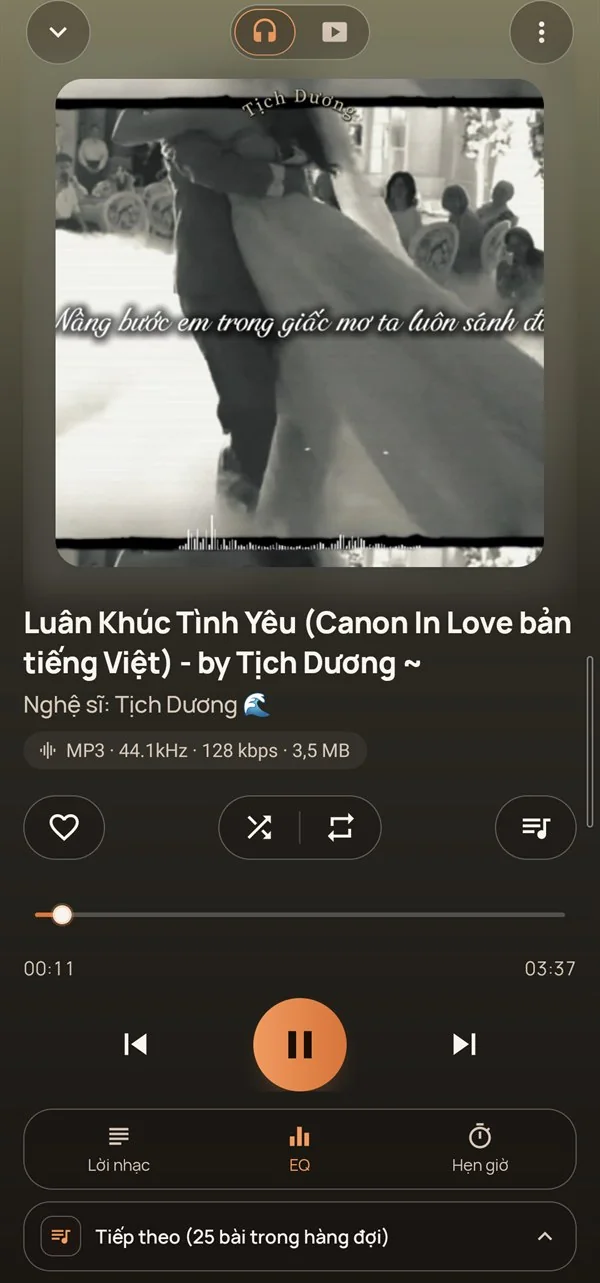 Tịch Dương
Nâng bước em trong giấc mơ ta luôn sánh đô
Luân Khúc Tình Yêu (Canon In Love bản
tiếng Việt) - by Tịch Dương ~
Nghệ sĩ: Tịch Dương 🌊
MP3 · 44.1kHz · 128 kbps · 3,5 MB
00:11
03:37
Lời nhạc
EQ
Hẹn giờ
Tiếp theo (25 bài trong hàng đợi)